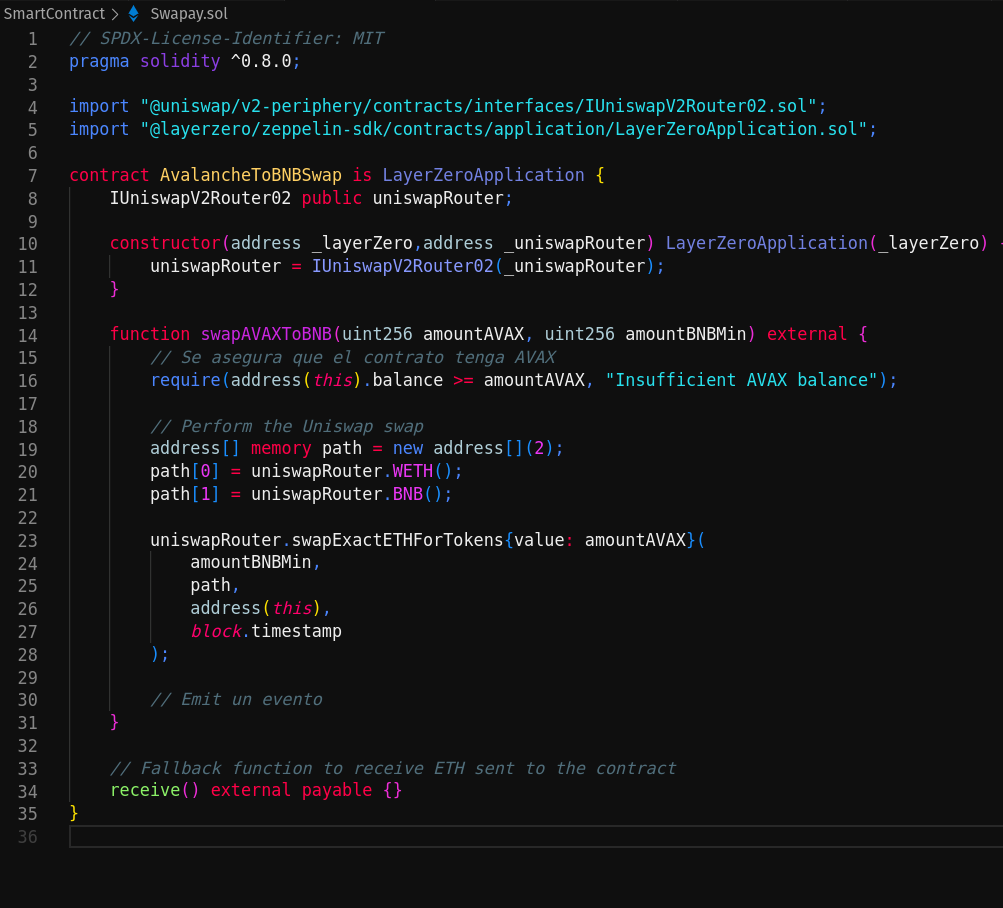 SmartContract > Swapay.sol
1 // SPDX-License-Identifier: MIT
2 pragma solidity ^0.8.0;
3
4 import "@uniswap/v2-periphery/contracts/interfaces/IUniswapV2Router02.sol";
5 import "@layerzero/zeppelin-sdk/contracts/application/LayerZeroApplication.sol";
6
7 contract AvalancheToBNBSwap is LayerZeroApplication {
8     IUniswapV2Router02 public uniswapRouter;
9
10     constructor(address _layerZero,address _uniswapRouter) LayerZeroApplication(_layerZero)
11         uniswapRouter = IUniswapV2Router02(_uniswapRouter);
12     }
13
14     function swapAVAXToBNB(uint256 amountAVAX, uint256 amountBNBMin) external {
15         // Se asegura que el contrato tenga AVAX
16         require(address(this).balance >= amountAVAX, "Insufficient AVAX balance");
17
18         // Perform the Uniswap swap
19         address[] memory path = new address[](2);
20         path[0] = uniswapRouter.WETH();
21         path[1] = uniswapRouter.BNB();
22
23         uniswapRouter.swapExactETHForTokens{value: amountAVAX}(
24             amountBNBMin,
25             path,
26             address(this),
27             block.timestamp
28         );
29
30         // Emit un evento
31     }
32
33     // Fallback function to receive ETH sent to the contract
34     receive() external payable {}
35 }
36